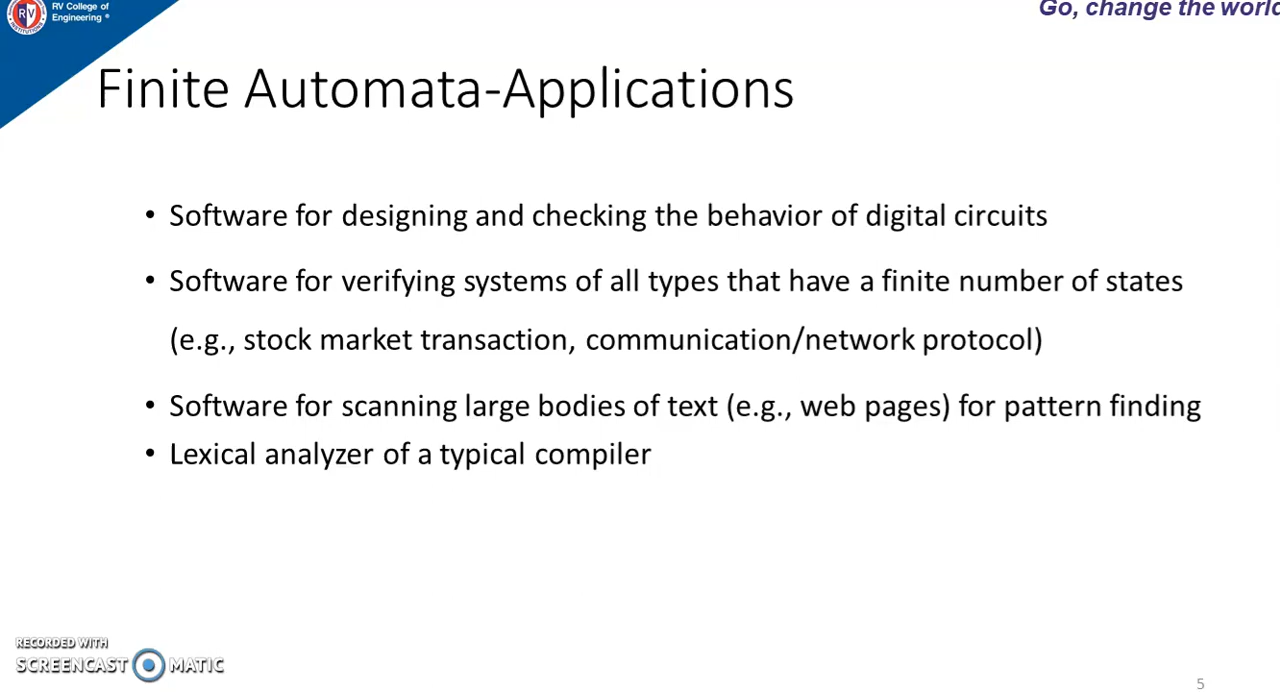 RV College of
Engineering ®
Go, change the world
RV
INSTITUTIONS
Finite Automata-Applications
• Software for designing and checking the behavior of digital circuits
• Software for verifying systems of all types that have a finite number of states
(e.g., stock market transaction, communication/network protocol)
• Software for scanning large bodies of text (e.g., web pages) for pattern finding
• Lexical analyzer of a typical compiler
RECORDED WITH
SCREENCAST MATIC
5